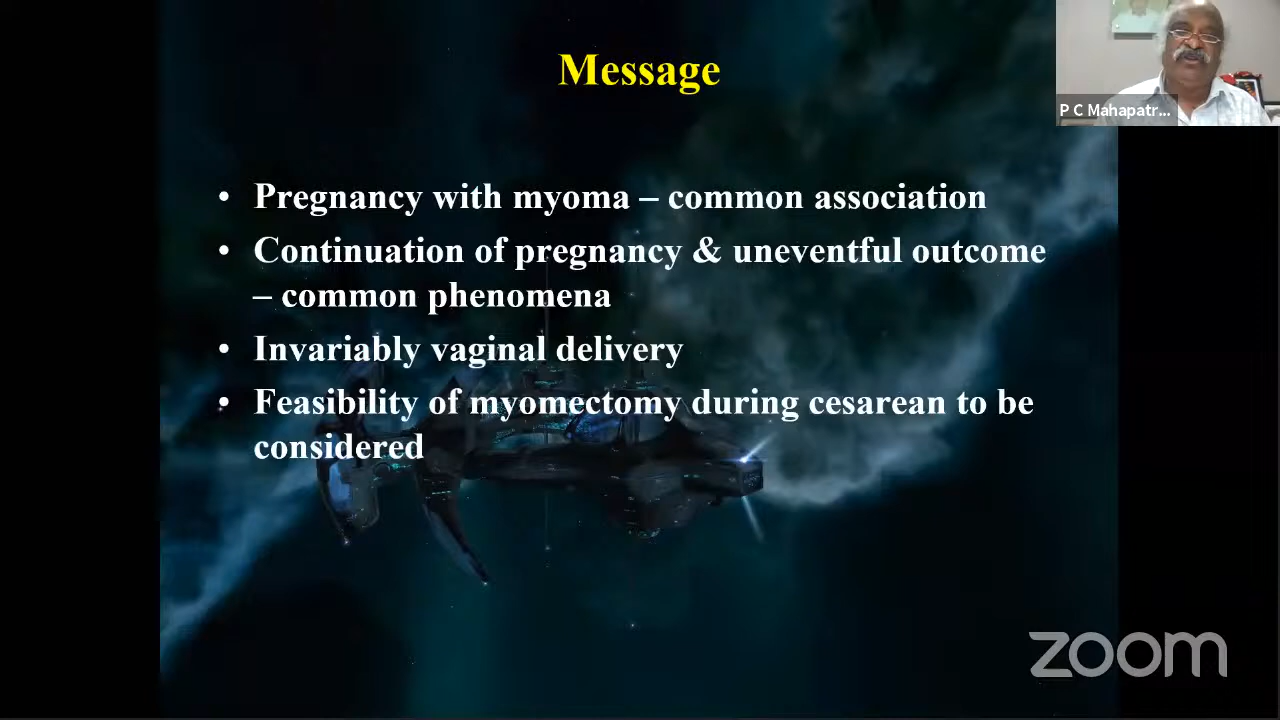 Message
P C Mahapatr...
• Pregnancy with myoma – common association
• Continuation of pregnancy & uneventful outcome
– common phenomena
• Invariably vaginal delivery
• Feasibility of myomectomy during cesarean to be
considered
zoom